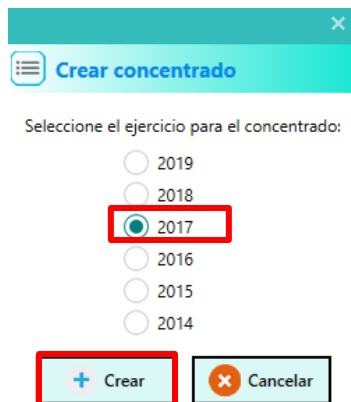 Crear concentrado
Seleccione el ejercicio para el concentrado:
2019
2018
2017
2016
2015
2014
Crear Cancelar